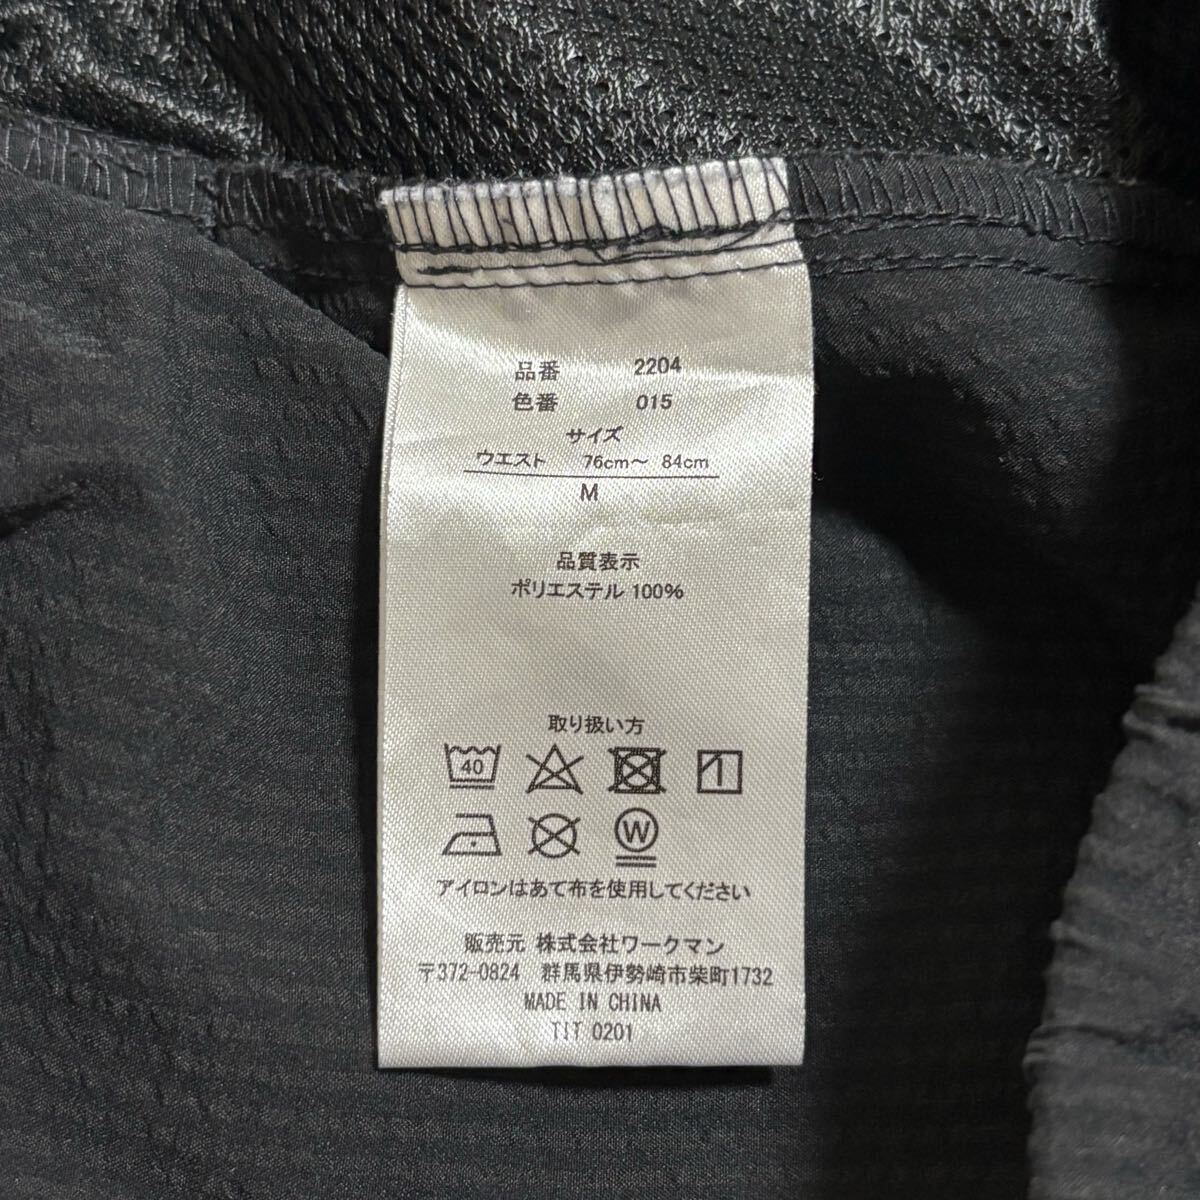 品番 2204
色番 015
サイズ
ウエスト 76cm～ 84cm
M
品質表示
ポリエステル 100%
取り扱い方
40
W
アイロンはあて布を使用してください
販売元 株式会社ワークマン
〒372-0824 群馬県伊勢崎市柴町1732
MADE IN CHINA
TIT 0201